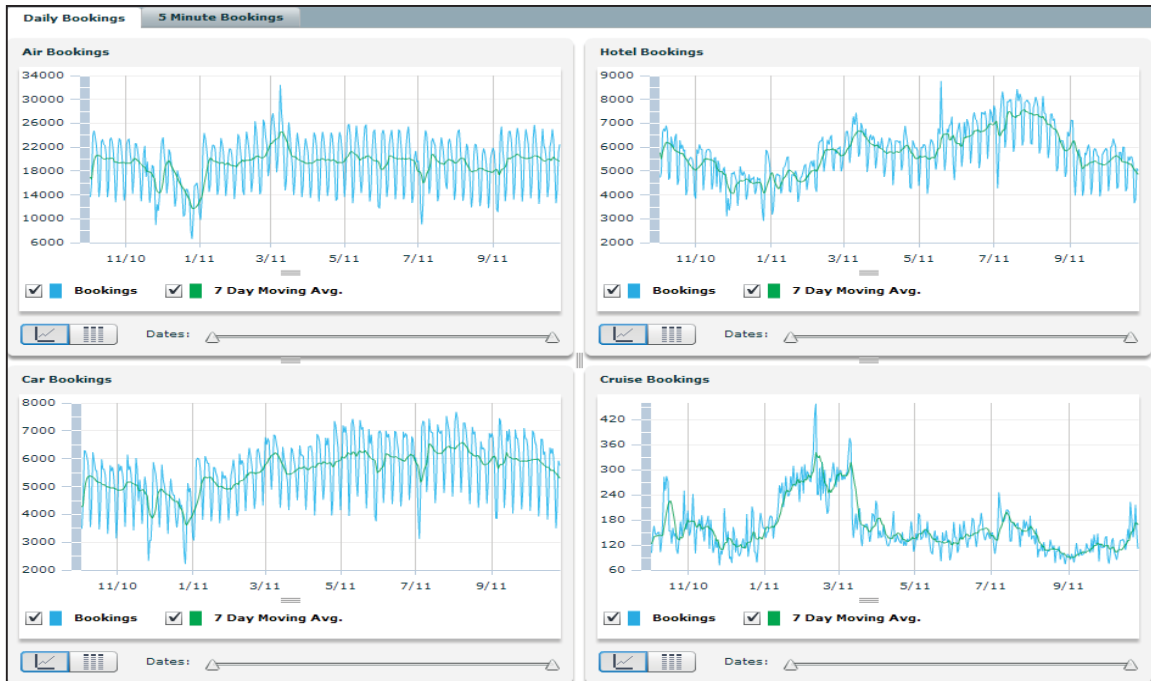 Daily Bookings 5 Minute Bookings
Air Bookings
34000
30000
26000
22000
18000
14000
10000
6000
11/10 1/11 3/11 5/11 7/11 9/11
Bookings 7 Day Moving Avg.
Dates:
Hotel Bookings
9000
8000
7000
6000
5000
4000
3000
2000
11/10 1/11 3/11 5/11 7/11 9/11
Bookings 7 Day Moving Avg.
Dates:
Car Bookings
8000
7000
6000
5000
4000
3000
2000
11/10 1/11 3/11 5/11 7/11 9/11
Bookings 7 Day Moving Avg.
Dates:
Cruise Bookings
420
360
300
240
180
120
60
11/10 1/11 3/11 5/11 7/11 9/11
Bookings 7 Day Moving Avg.
Dates: